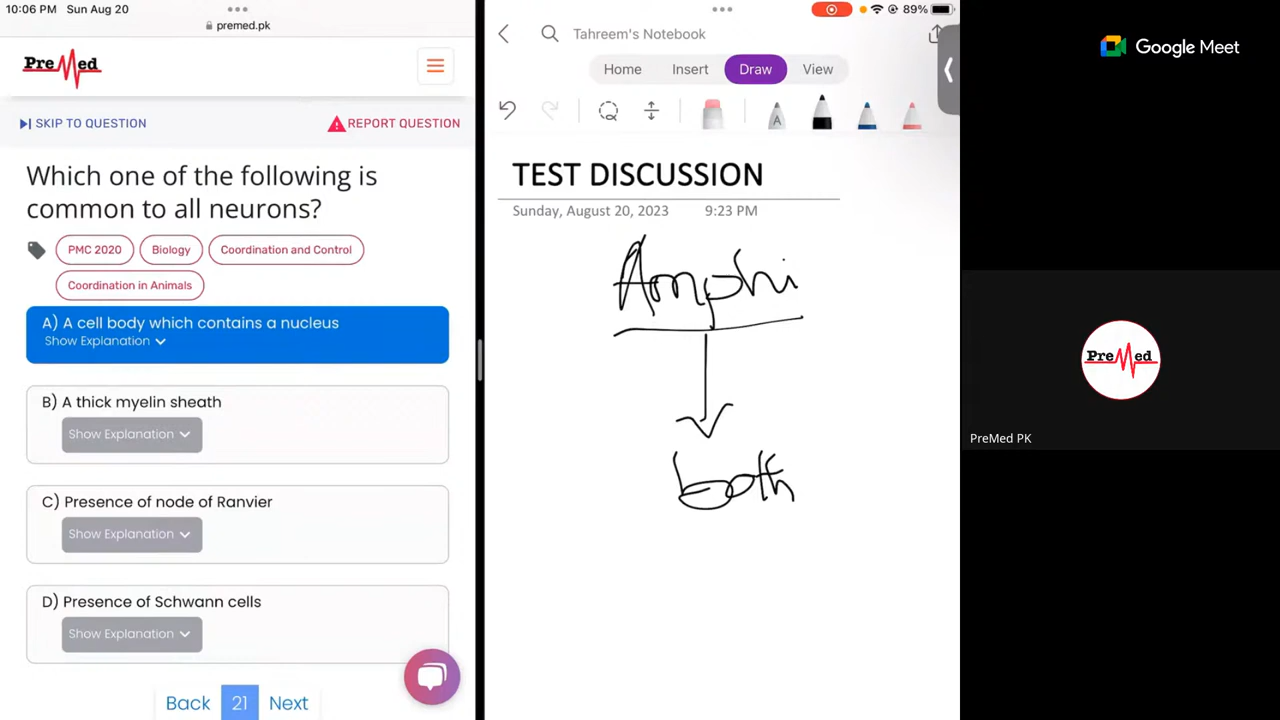 10:06 PM Sun Aug 20
premed.pk
PreMed
SKIP TO QUESTION
REPORT QUESTION
Which one of the following is
common to all neurons?
PMC 2020
Biology
Coordination and Control
Coordination in Animals
A) A cell body which contains a nucleus
Show Explanation
B) A thick myelin sheath
Show Explanation
C) Presence of node of Ranvier
Show Explanation
D) Presence of Schwann cells
Show Explanation
Back 21 Next
89%
Tahreem's Notebook
Home Insert Draw View
A
TEST DISCUSSION
Sunday, August 20, 2023 9:23 PM
Amphi
both
Google Meet
PreMed
PreMed PK